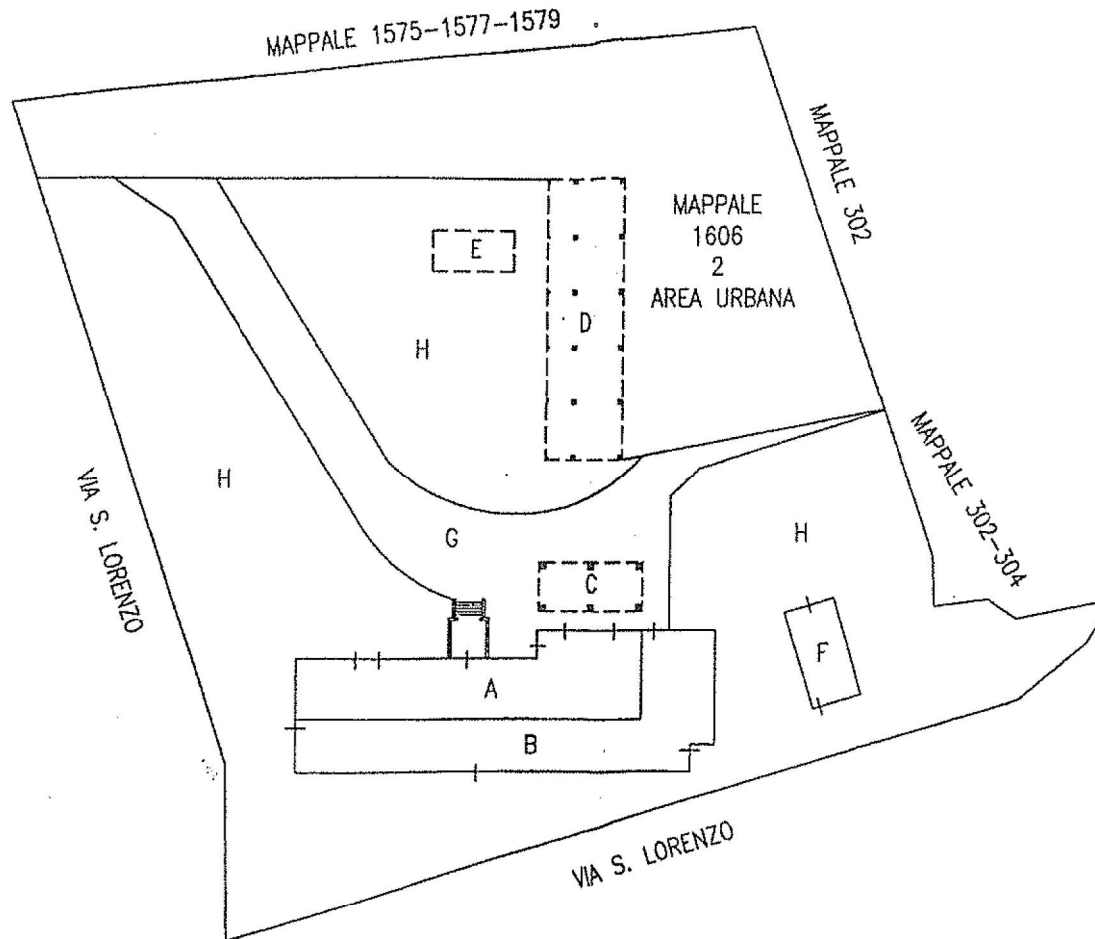 MAPPALE 1575-1577-1579
MAPPALE 302
MAPPALE
1606
2
AREA URBANA
E
D
H
H
VIA S. LORENZO
G
C
H
MAPPALE 302-304
F
A
B
VIA S. LORENZO